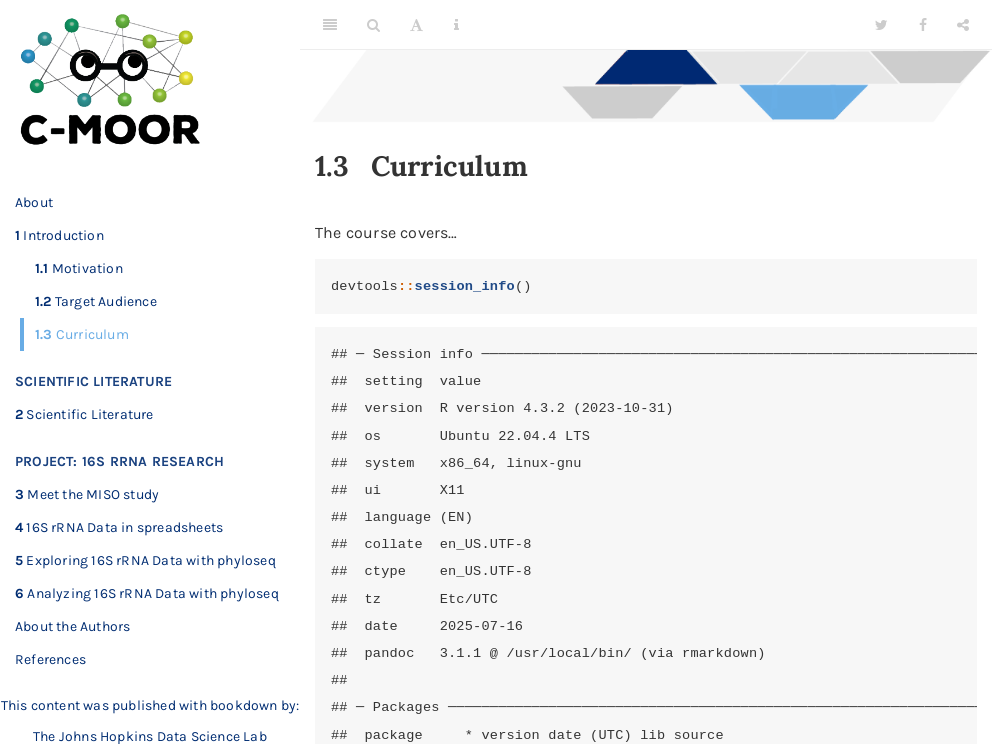 C-MOOR
About
1 Introduction
1.1 Motivation
1.2 Target Audience
1.3 Curriculum
SCIENTIFIC LITERATURE
2 Scientific Literature
PROJECT: 16S RRNA RESEARCH
3 Meet the MISO study
4 16S rRNA Data in spreadsheets
5 Exploring 16S rRNA Data with phyloseq
6 Analyzing 16S rRNA Data with phyloseq
About the Authors
References
This content was published with bookdown by:
The Johns Hopkins Data Science Lab
A
i
1.3 Curriculum
The course covers…
devtools::session_info()
## ─ Session info ───────────────────────────────────────────────────────────
##  setting  value
##  version  R version 4.3.2 (2023-10-31)
##  os       Ubuntu 22.04.4 LTS
##  system   x86_64, linux-gnu
##  ui       X11
##  language (EN)
##  collate  en_US.UTF-8
##  ctype    en_US.UTF-8
##  tz       Etc/UTC
##  date     2025-07-16
##  pandoc   3.1.1 @ /usr/local/bin/ (via rmarkdown)
##
## ─ Packages ───────────────────────────────────────────────────────────────
##  package     * version date (UTC) lib source